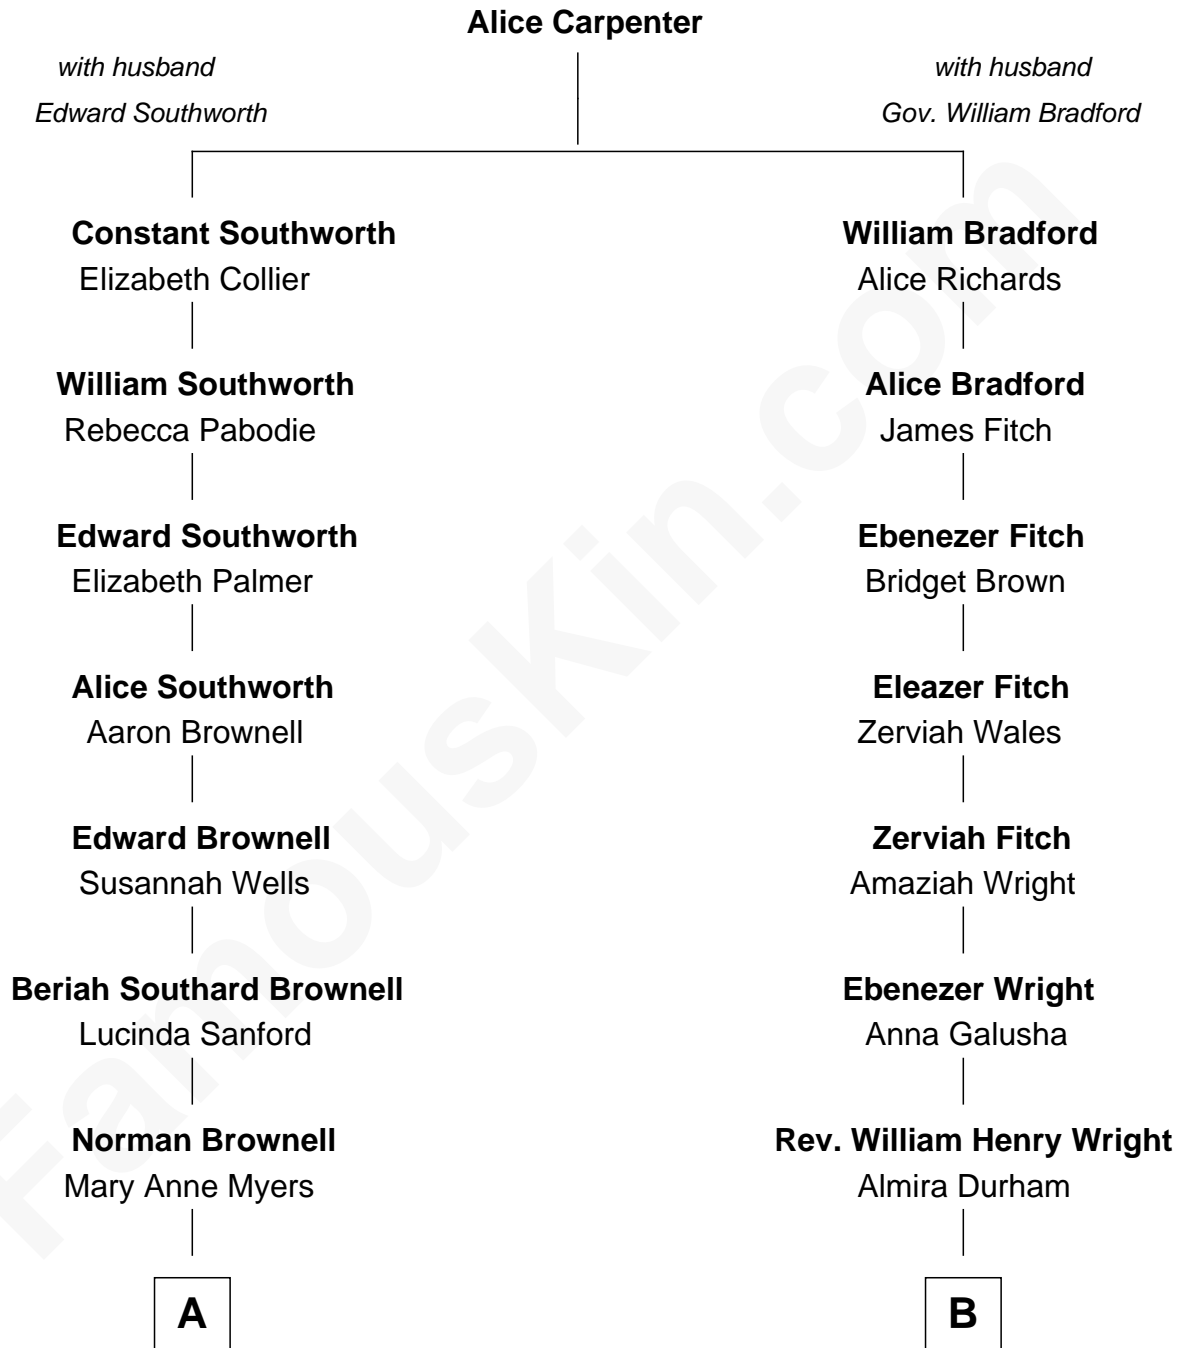 Alice Carpenter
with husband
Edward Southworth
with husband
Gov. William Bradford
Constant Southworth
Elizabeth Collier
William Southworth
Rebecca Pabodie
Edward Southworth
Elizabeth Palmer
Alice Southworth
Aaron Brownell
Edward Brownell
Susannah Wells
Beriah Southard Brownell
Lucinda Sanford
Norman Brownell
Mary Anne Myers
A
William Bradford
Alice Richards
Alice Bradford
James Fitch
Ebenezer Fitch
Bridget Brown
Eleazer Fitch
Zerviah Wales
Zerviah Fitch
Amaziah Wright
Ebenezer Wright
Anna Galusha
Rev. William Henry Wright
Almira Durham
B
FamousKin.com